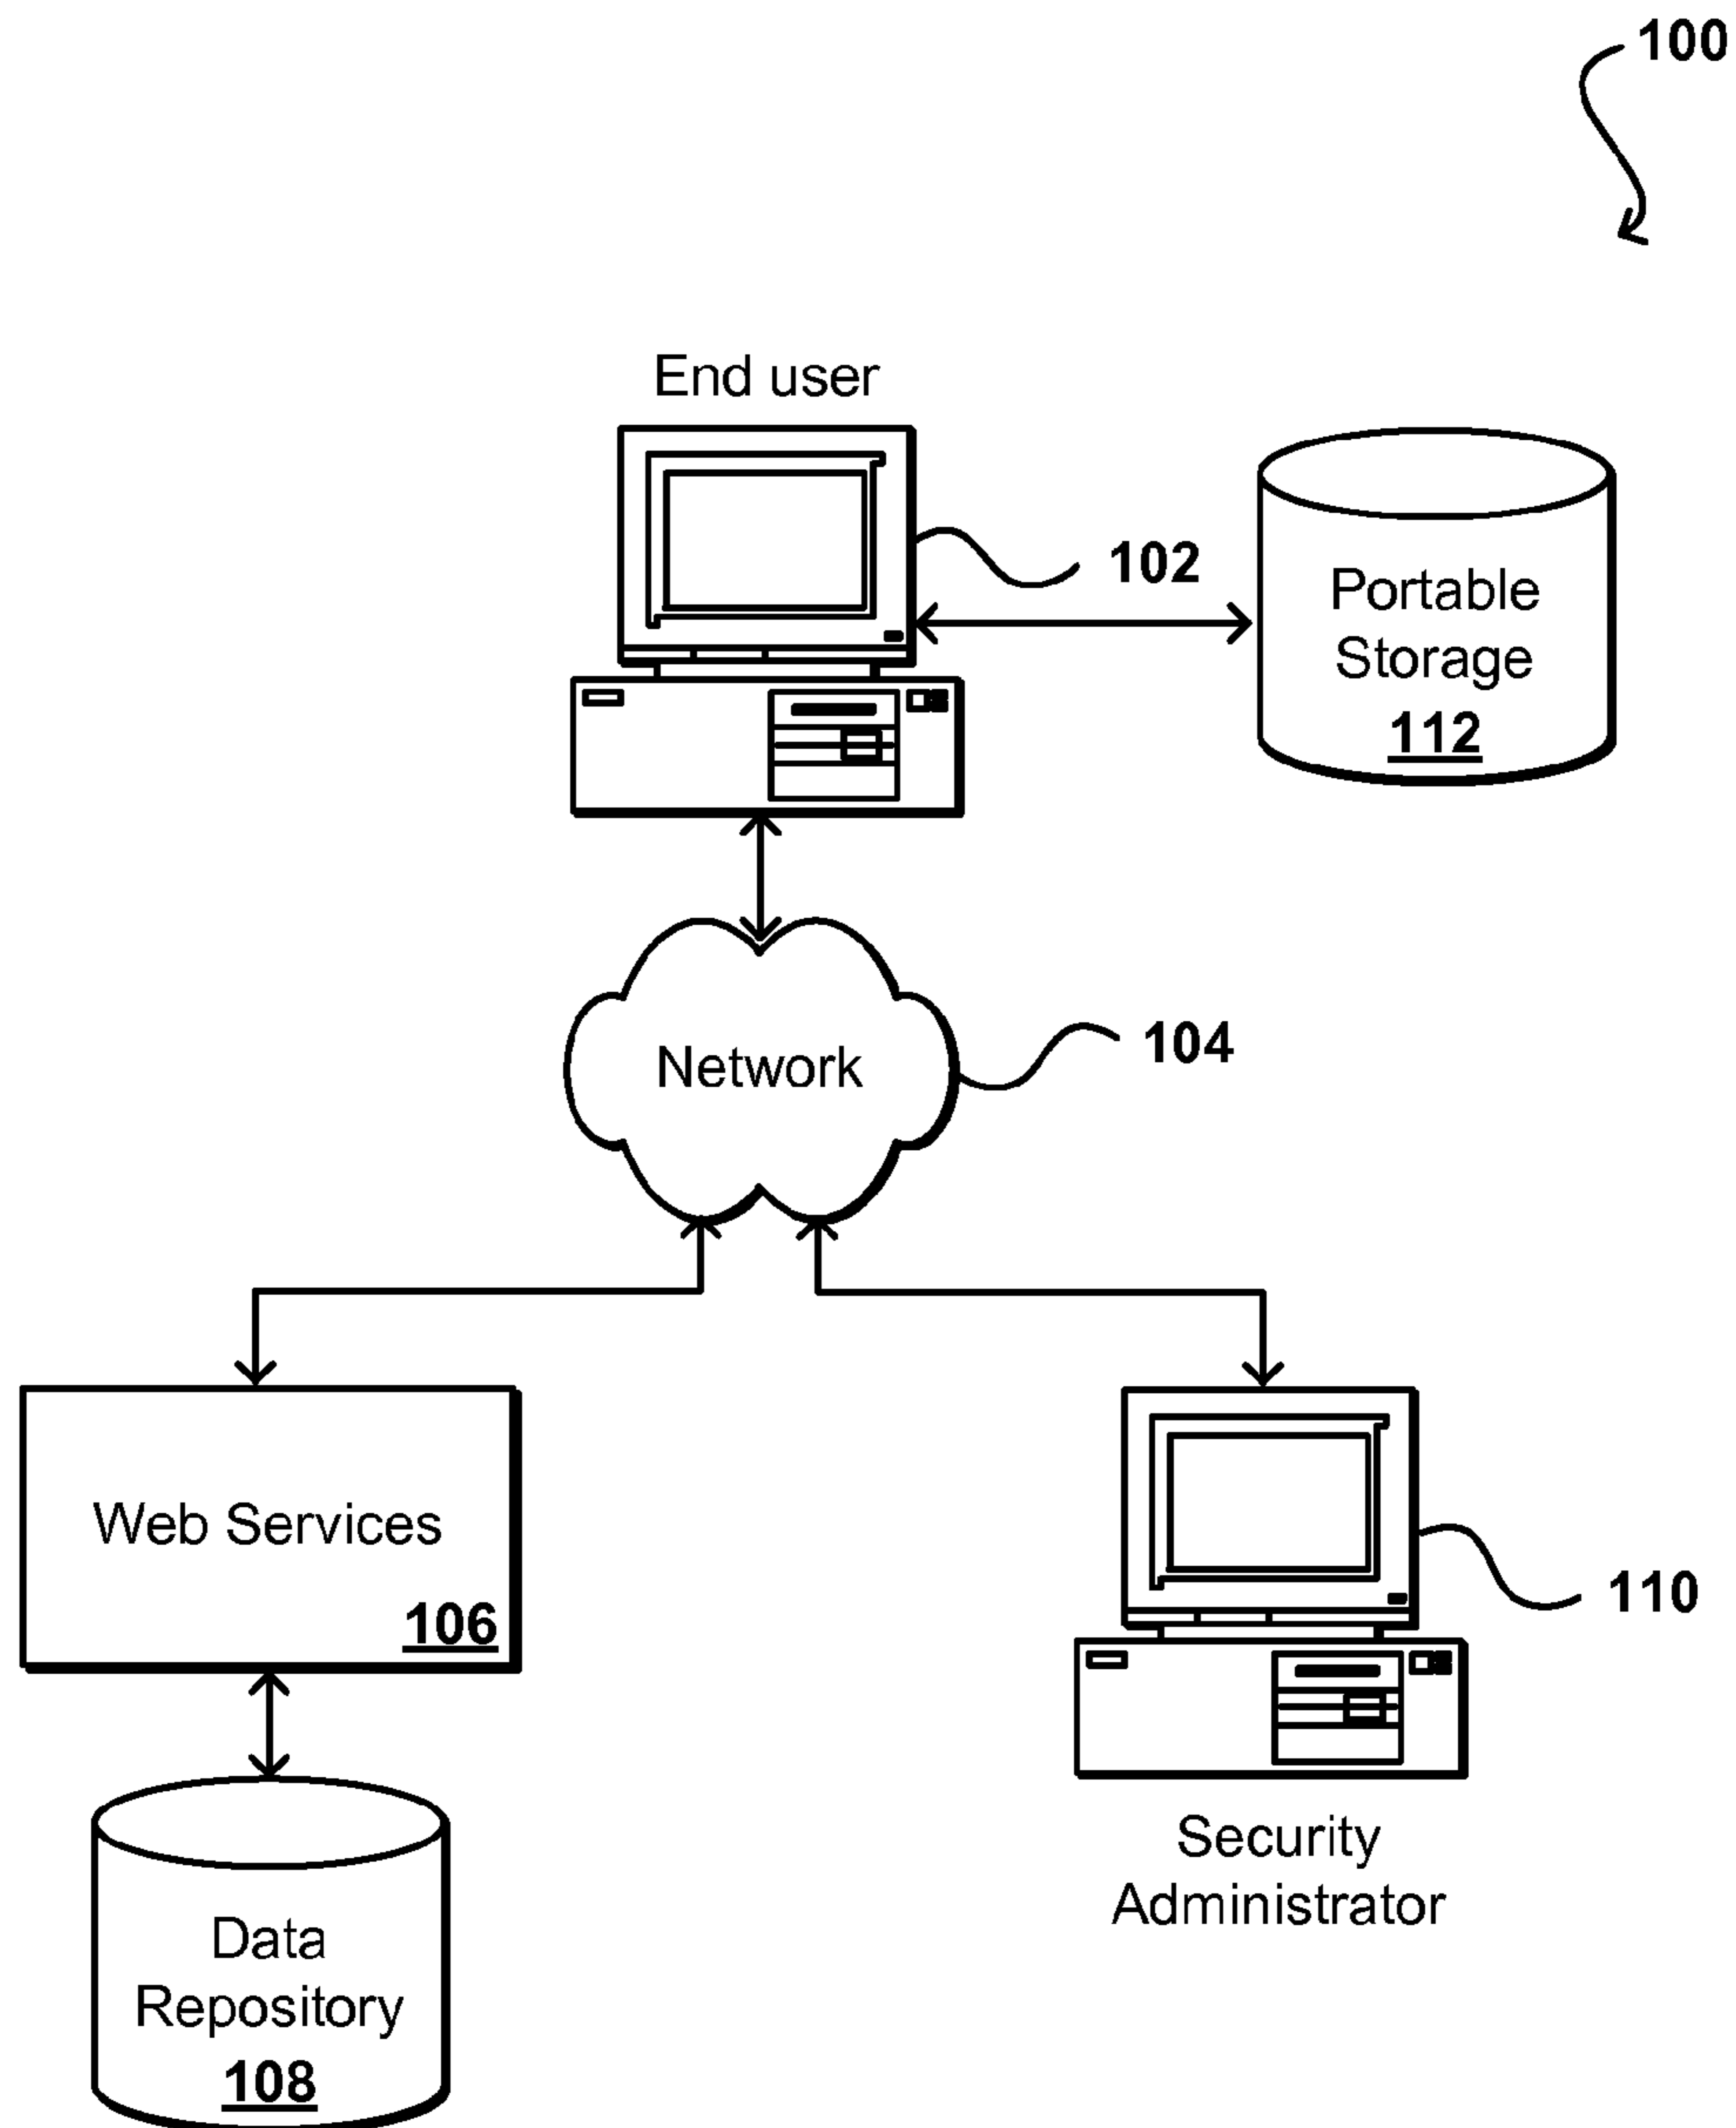 100
End user
102
Portable
Storage
112
Network
104
Web Services
106
110
Security
Administrator
Data
Repository
108